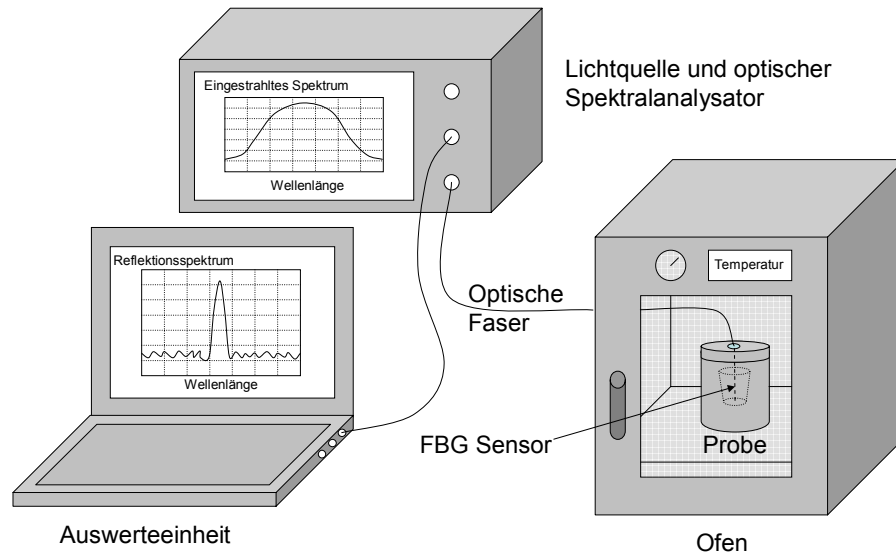 Eingestrahltes Spektrum
Wellenlänge
Lichtquelle und optischer
Spektralanalysator
Reflektionsspektrum
Wellenlänge
Optische
Faser
Temperatur
FBG Sensor
Probe
Auswerteeinheit
Ofen